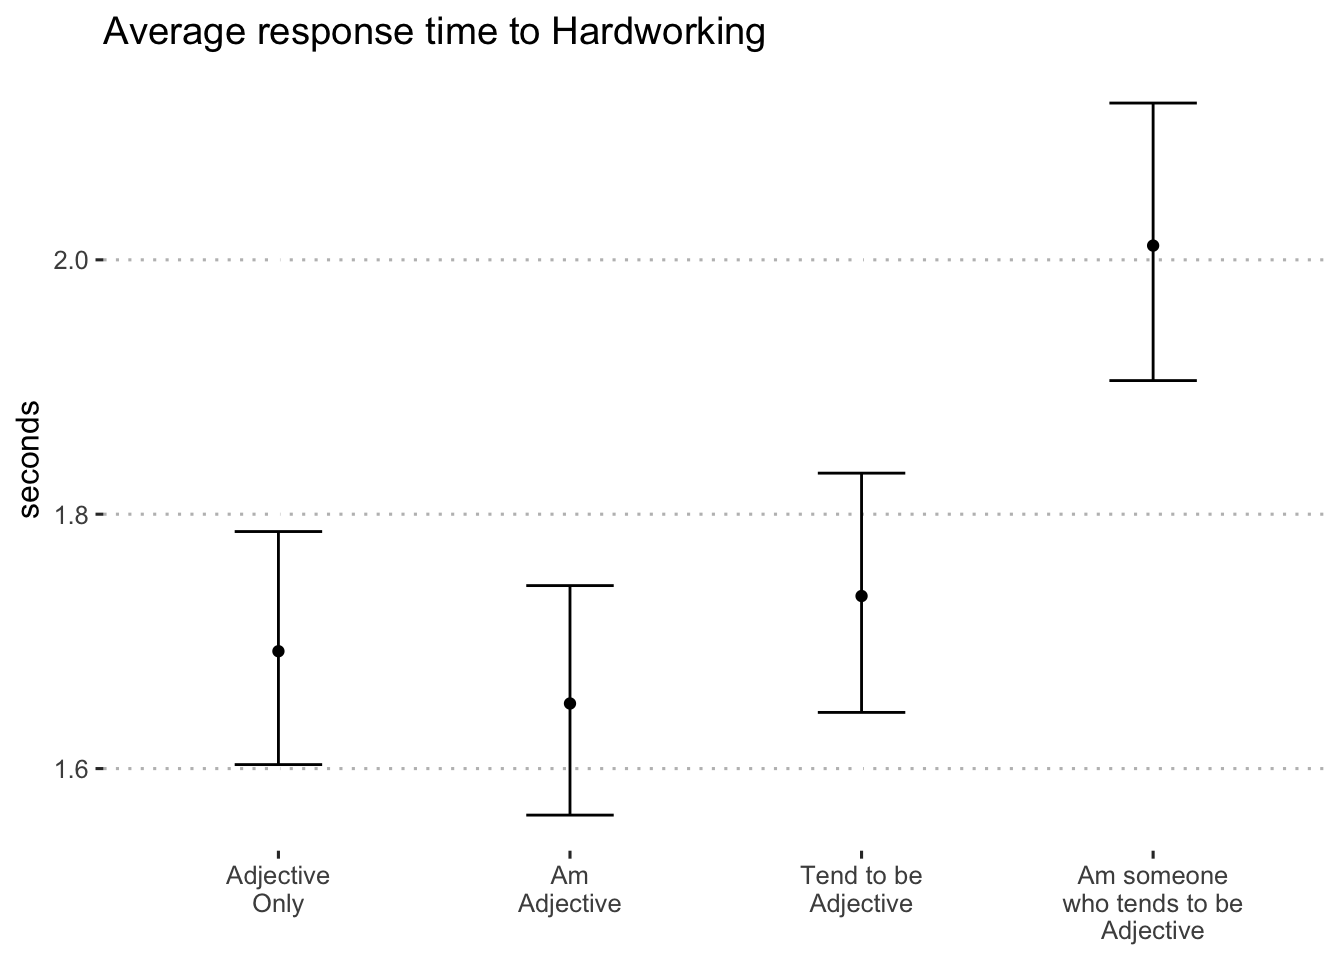 Average response time to Hardworking
seconds
2.0
1.8
1.6
Adjective
Only
Am
Adjective
Tend to be
Adjective
Am someone
who tends to be
Adjective